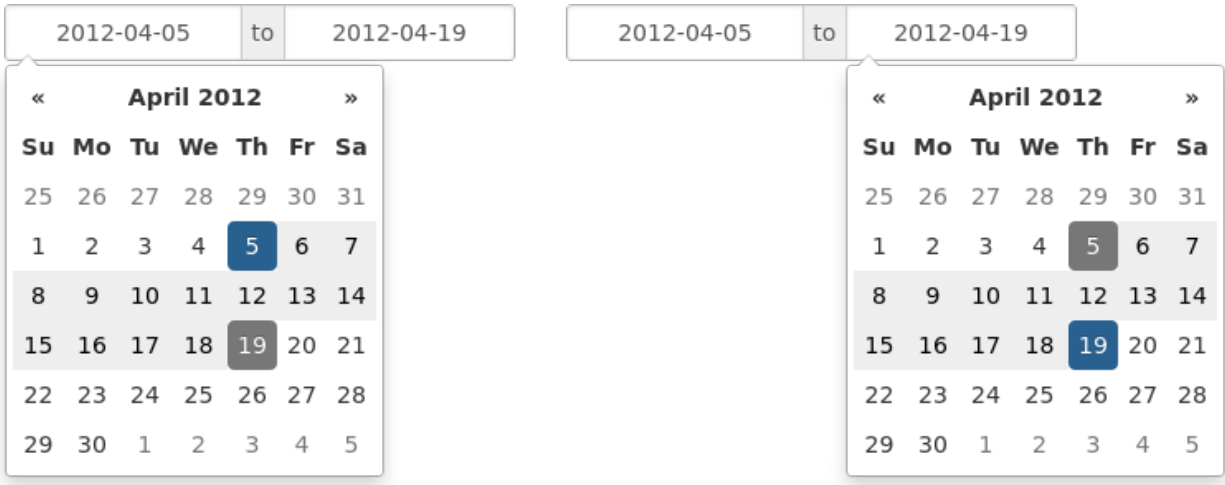 2012-04-05 to 2012-04-19
« April 2012 »
Su Mo Tu We Th Fr Sa
25 26 27 28 29 30 31
1 2 3 4 5 6 7
8 9 10 11 12 13 14
15 16 17 18 19 20 21
22 23 24 25 26 27 28
29 30 1 2 3 4 5
2012-04-05 to 2012-04-19
« April 2012 »
Su Mo Tu We Th Fr Sa
25 26 27 28 29 30 31
1 2 3 4 5 6 7
8 9 10 11 12 13 14
15 16 17 18 19 20 21
22 23 24 25 26 27 28
29 30 1 2 3 4 5